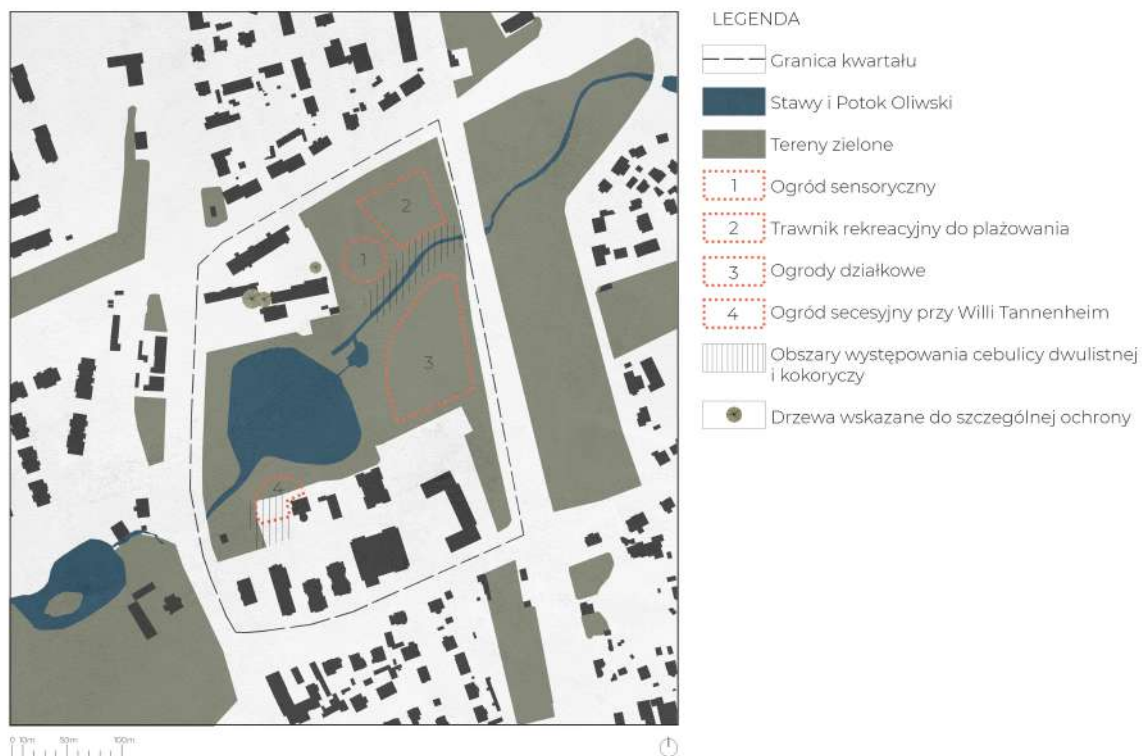 LEGENDA
Granica kwartału
Stawy i Potok Oliwski
Tereny zielone
1 Ogród sensoryczny
2 Trawnik rekreacyjny do plażowania
3 Ogrody działkowe
4 Ogród secesyjny przy Willi Tannenheim
Obszary występowania cebulicy dwulistnej
i kokoryczy
Drzewa wskazane do szczególnej ochrony
2
1
3
4
0 10m 50m 100m